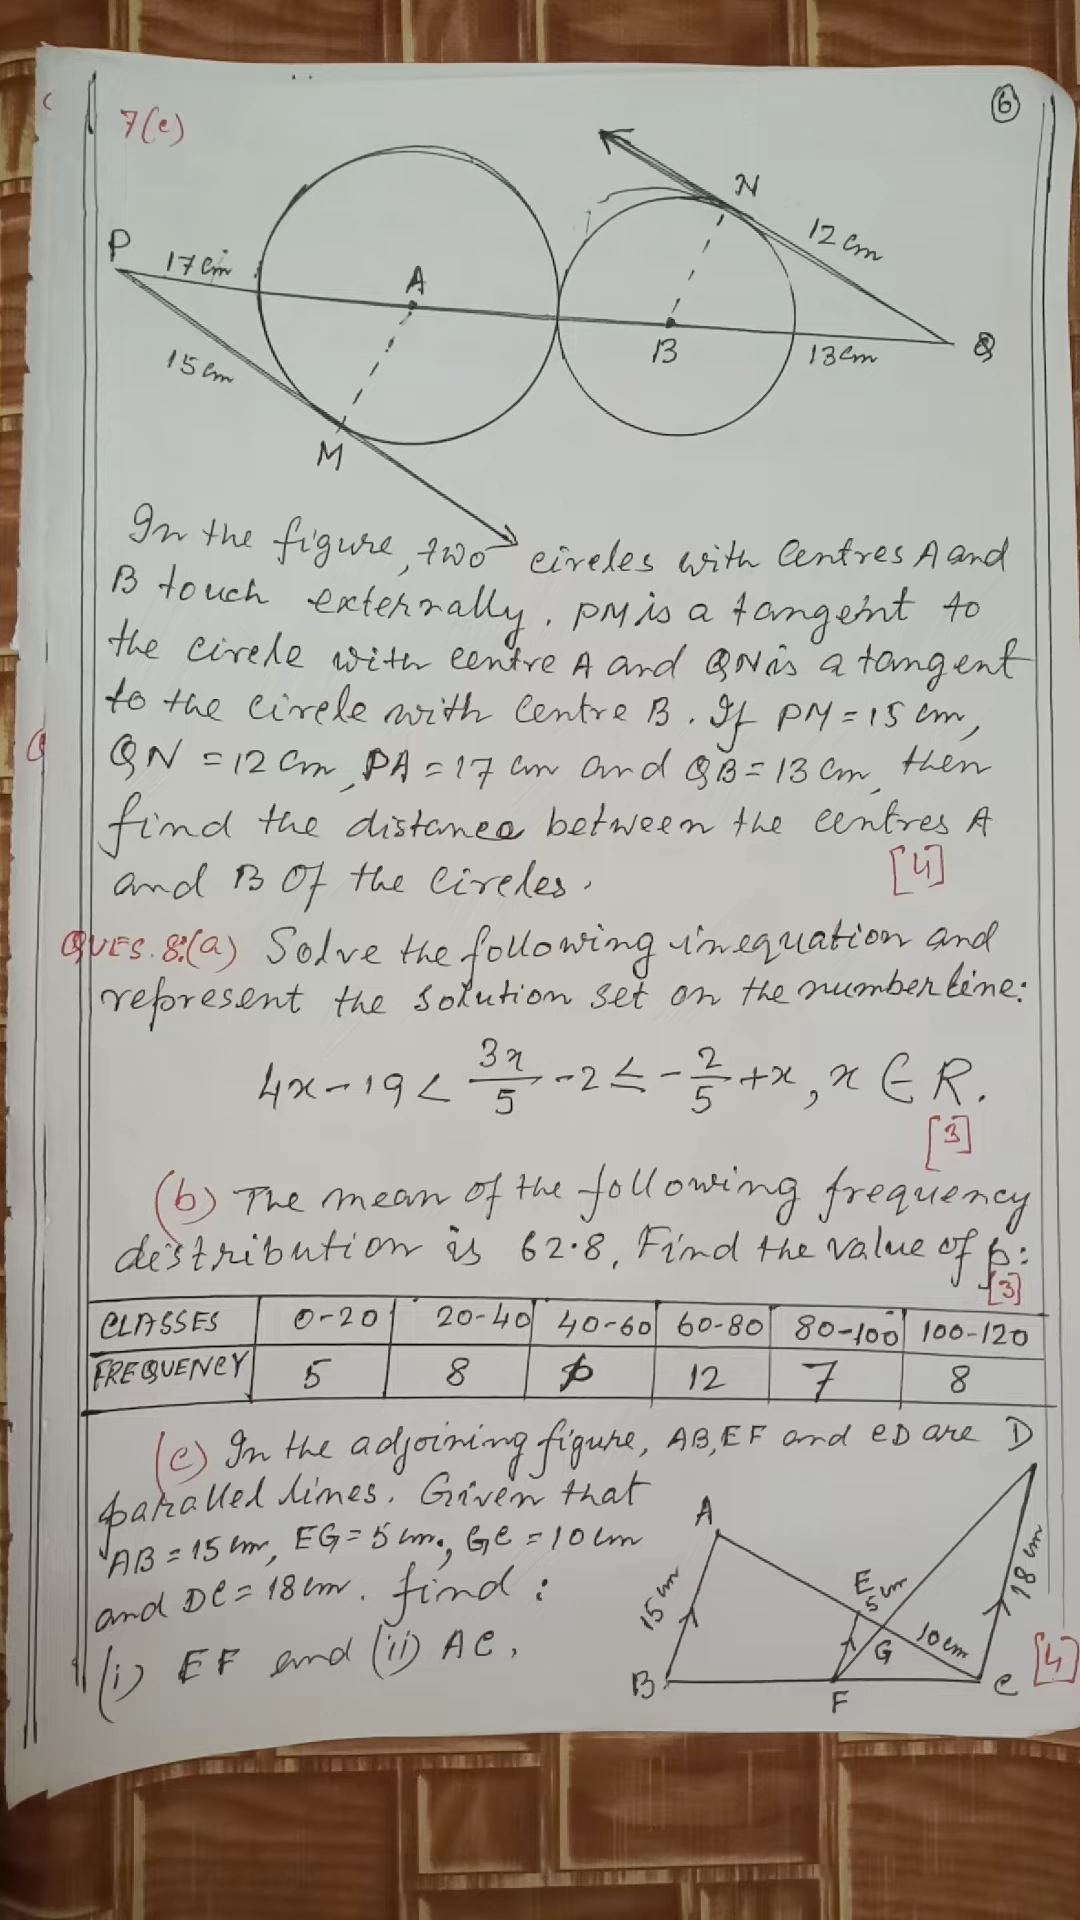 6
7(c)
N
12 cm
P
17 cm
A
B
13 cm
Q
15 cm
M
In the figure, two circles with Centres A and
B touch externally. PM is a tangent to
the circle with centre A and QN is a tangent
to the circle with Centre B. If PM = 15 cm,
QN = 12 cm, PA = 17 cm and QB = 13 cm, then
find the distance between the centres A
and B Of the circles.
[4]
QUES. 8:(a) Solve the following inequation and
represent the solution set on the number line:
4x - 19 < 3x/5 - 2 ≤ -2/5 + x, x ∈ R.
[3]
(b) The mean of the following frequency
destribution is 62.8. Find the value of p:
[3]
CLASSES 0-20 20-40 40-60 60-80 80-100 100-120
FREQUENCY 5 8 p 12 7 8
(c) In the adjoining figure, AB, EF and CD are
parallel lines. Given that
AB = 15 cm, EG = 5 cm, GC = 10 cm
and DC = 18 cm. find :
(i) EF and (ii) AC.
D
A
E
5 cm
15 cm
18 cm
G
10 cm
B
F
C
[4]